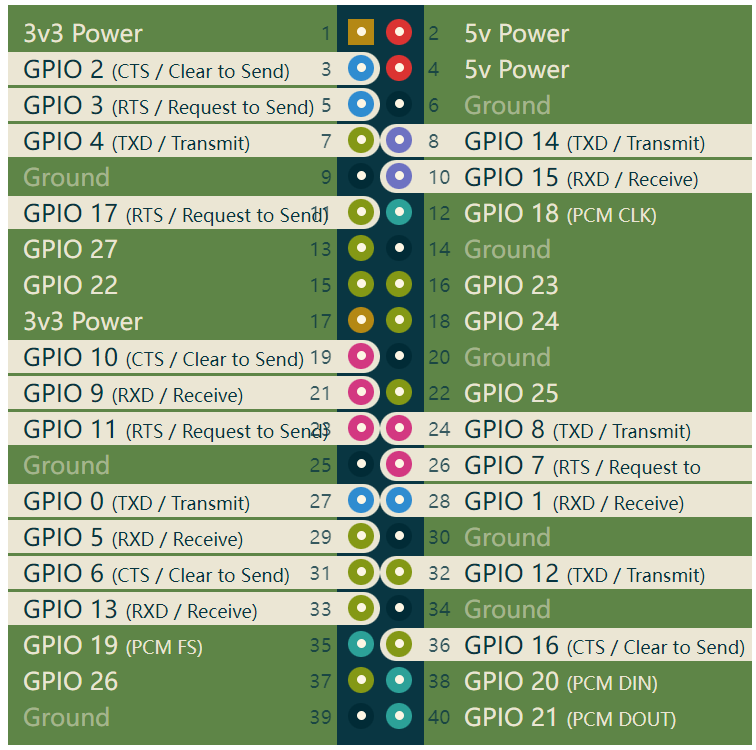 3v3 Power 1 2 5v Power
GPIO 2 (CTS / Clear to Send) 3 4 5v Power
GPIO 3 (RTS / Request to Send) 5 6 Ground
GPIO 4 (TXD / Transmit) 7 8 GPIO 14 (TXD / Transmit)
Ground 9 10 GPIO 15 (RXD / Receive)
GPIO 17 (RTS / Request to Send) 11 12 GPIO 18 (PCM CLK)
GPIO 27 13 14 Ground
GPIO 22 15 16 GPIO 23
3v3 Power 17 18 GPIO 24
GPIO 10 (CTS / Clear to Send) 19 20 Ground
GPIO 9 (RXD / Receive) 21 22 GPIO 25
GPIO 11 (RTS / Request to Send) 23 24 GPIO 8 (TXD / Transmit)
Ground 25 26 GPIO 7 (RTS / Request to
GPIO 0 (TXD / Transmit) 27 28 GPIO 1 (RXD / Receive)
GPIO 5 (RXD / Receive) 29 30 Ground
GPIO 6 (CTS / Clear to Send) 31 32 GPIO 12 (TXD / Transmit)
GPIO 13 (RXD / Receive) 33 34 Ground
GPIO 19 (PCM FS) 35 36 GPIO 16 (CTS / Clear to Send)
GPIO 26 37 38 GPIO 20 (PCM DIN)
Ground 39 40 GPIO 21 (PCM DOUT)